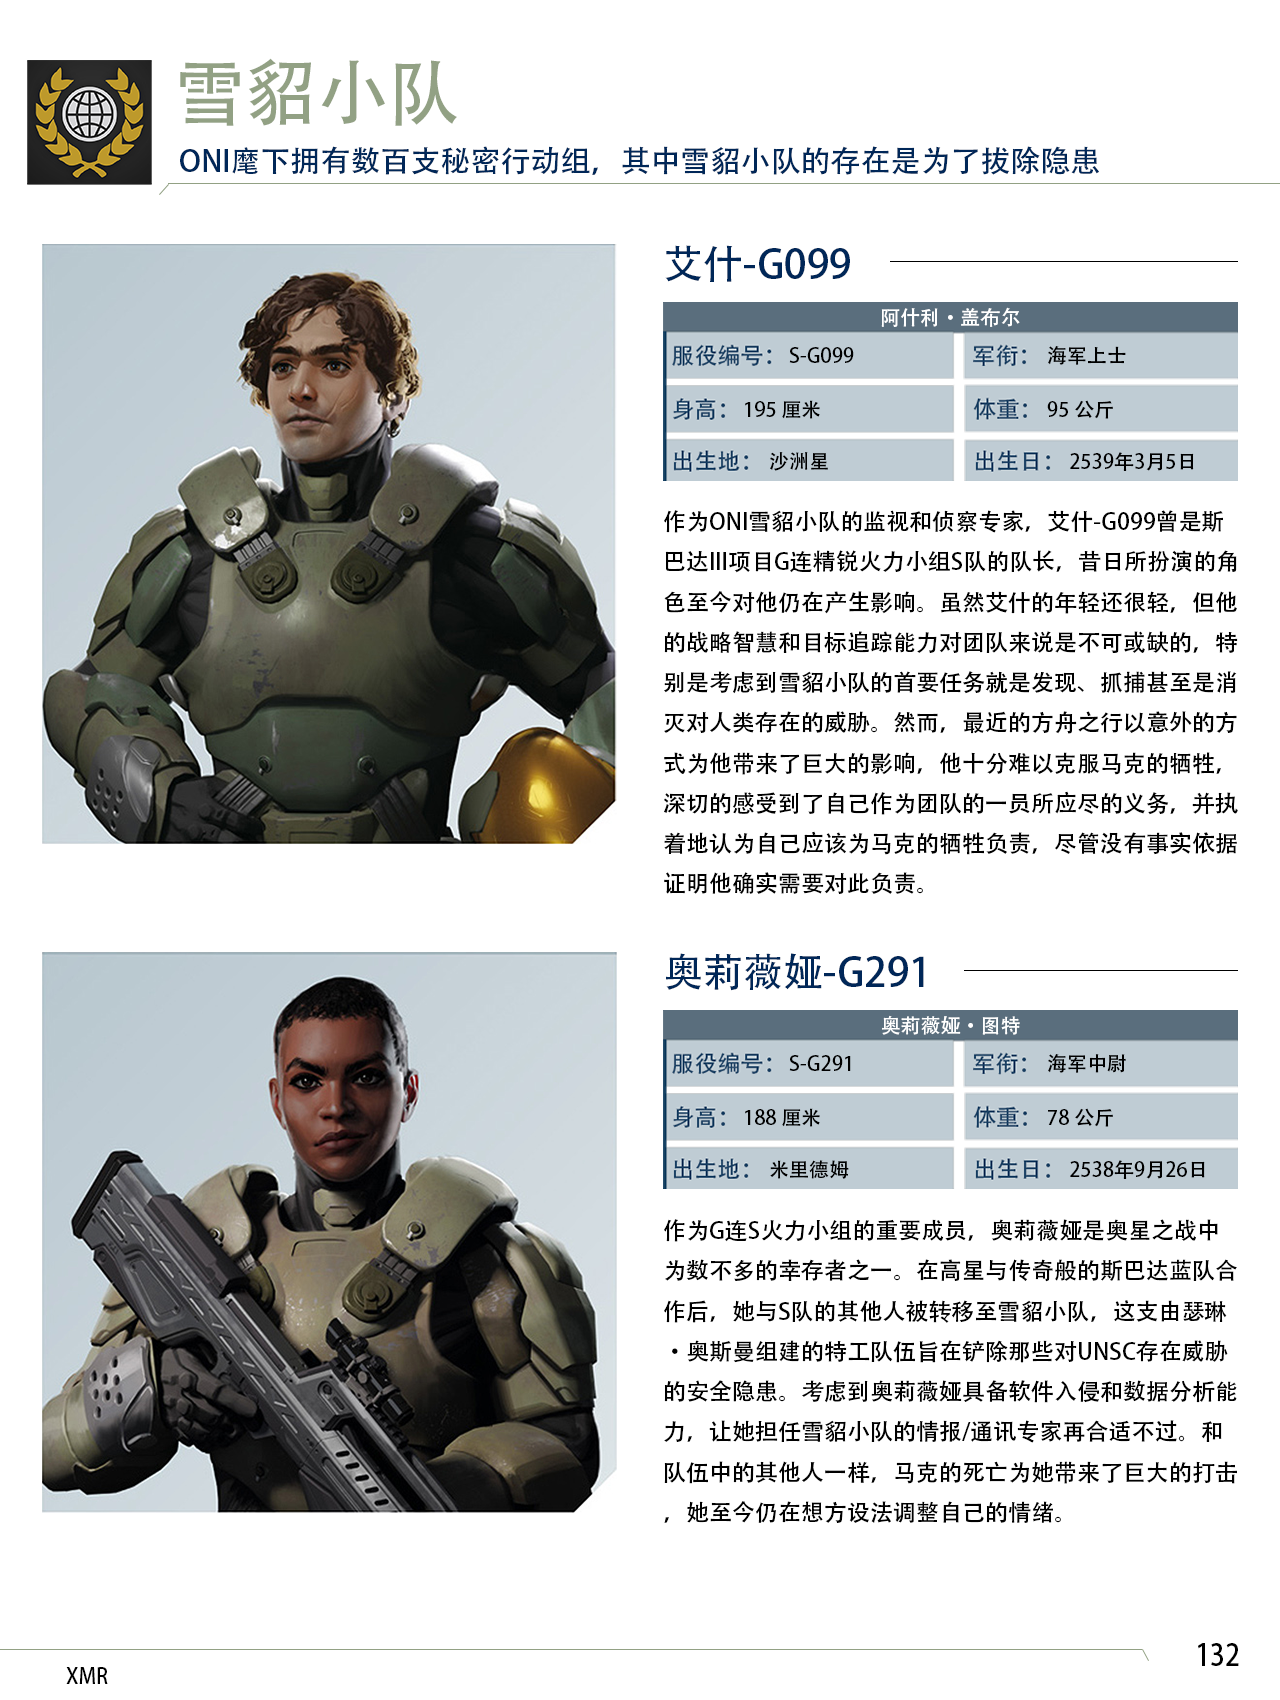 雪貂小队
ONI麾下拥有数百支秘密行动组，其中雪貂小队的存在是为了拔除隐患
艾什-G099
阿什利·盖布尔
服役编号： S-G099
军衔： 海军上士
身高： 195 厘米
体重： 95 公斤
出生地： 沙洲星
出生日： 2539年3月5日
作为ONI雪貂小队的监视和侦察专家，艾什-G099曾是斯
巴达III项目G连精锐火力小组S队的队长，昔日所扮演的角
色至今对他仍在产生影响。虽然艾什的年轻还很轻，但他
的战略智慧和目标追踪能力对团队来说是不可或缺的，特
别是考虑到雪貂小队的首要任务就是发现、抓捕甚至是消
灭对人类存在的威胁。然而，最近的方舟之行以意外的方
式为他带来了巨大的影响，他十分难以克服马克的牺牲，
深切的感受到了自己作为团队的一员所应尽的义务，并执
着地认为自己应该为马克的牺牲负责，尽管没有事实依据
证明他确实需要对此负责。
奥莉薇娅-G291
奥莉薇娅·图特
服役编号： S-G291
军衔： 海军中尉
身高： 188 厘米
体重： 78 公斤
出生地： 米里德姆
出生日： 2538年9月26日
作为G连S火力小组的重要成员，奥莉薇娅是奥星之战中
为数不多的幸存者之一。在高星与传奇般的斯巴达蓝队合
作后，她与S队的其他人被转移至雪貂小队，这支由瑟琳
·奥斯曼组建的特工队伍旨在铲除那些对UNSC存在威胁
的安全隐患。考虑到奥莉薇娅具备软件入侵和数据分析能
力，让她担任雪貂小队的情报/通讯专家再合适不过。和
队伍中的其他人一样，马克的死亡为她带来了巨大的打击
，她至今仍在想方设法调整自己的情绪。
132
XMR